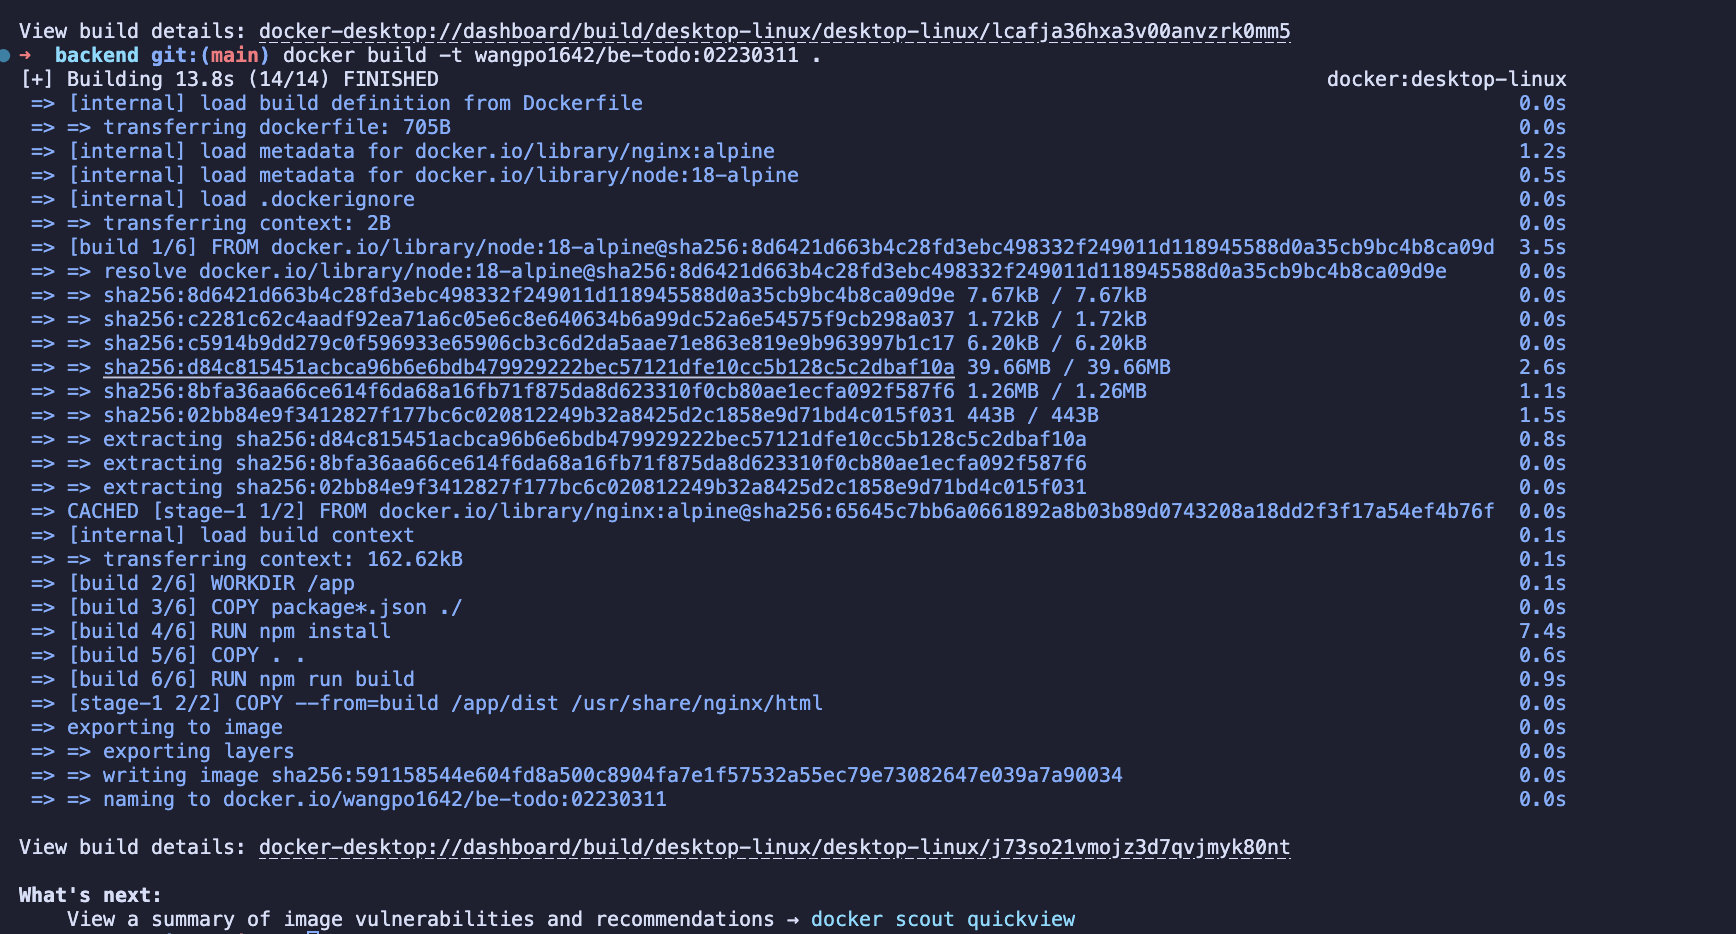 View build details: docker-desktop://dashboard/build/desktop-linux/desktop-linux/lcafja36hxa3v00anvzrk0mm5
➜  backend git:(main) docker build -t wangpo1642/be-todo:02230311 .
[+] Building 13.8s (14/14) FINISHED docker:desktop-linux
=> [internal] load build definition from Dockerfile 0.0s
=> => transferring dockerfile: 705B 0.0s
=> [internal] load metadata for docker.io/library/nginx:alpine 1.2s
=> [internal] load metadata for docker.io/library/node:18-alpine 0.5s
=> [internal] load .dockerignore 0.0s
=> => transferring context: 2B 0.0s
=> [build 1/6] FROM docker.io/library/node:18-alpine@sha256:8d6421d663b4c28fd3ebc498332f249011d118945588d0a35cb9bc4b8ca09d 3.5s
=> => resolve docker.io/library/node:18-alpine@sha256:8d6421d663b4c28fd3ebc498332f249011d118945588d0a35cb9bc4b8ca09d9e 0.0s
=> => sha256:8d6421d663b4c28fd3ebc498332f249011d118945588d0a35cb9bc4b8ca09d9e 7.67kB / 7.67kB 0.0s
=> => sha256:c2281c62c4aadf92ea71a6c05e6c8e640634b6a99dc52a6e54575f9cb298a037 1.72kB / 1.72kB 0.0s
=> => sha256:c5914b9dd279c0f596933e65906cb3c6d2da5aae71e863e819e9b963997b1c17 6.20kB / 6.20kB 0.0s
=> => sha256:d84c815451acbca96b6e6bdb479929222bec57121dfe10cc5b128c5c2dbaf10a 39.66MB / 39.66MB 2.6s
=> => sha256:8bfa36aa66ce614f6da68a16fb71f875da8d623310f0cb80ae1ecfa092f587f6 1.26MB / 1.26MB 1.1s
=> => sha256:02bb84e9f3412827f177bc6c020812249b32a8425d2c1858e9d71bd4c015f031 443B / 443B 1.5s
=> => extracting sha256:d84c815451acbca96b6e6bdb479929222bec57121dfe10cc5b128c5c2dbaf10a 0.8s
=> => extracting sha256:8bfa36aa66ce614f6da68a16fb71f875da8d623310f0cb80ae1ecfa092f587f6 0.0s
=> => extracting sha256:02bb84e9f3412827f177bc6c020812249b32a8425d2c1858e9d71bd4c015f031 0.0s
=> CACHED [stage-1 1/2] FROM docker.io/library/nginx:alpine@sha256:65645c7bb6a0661892a8b03b89d0743208a18dd2f3f17a54ef4b76f 0.0s
=> [internal] load build context 0.1s
=> => transferring context: 162.62kB 0.1s
=> [build 2/6] WORKDIR /app 0.1s
=> [build 3/6] COPY package*.json ./ 0.0s
=> [build 4/6] RUN npm install 7.4s
=> [build 5/6] COPY . . 0.6s
=> [build 6/6] RUN npm run build 0.9s
=> [stage-1 2/2] COPY --from=build /app/dist /usr/share/nginx/html 0.0s
=> exporting to image 0.0s
=> => exporting layers 0.0s
=> => writing image sha256:591158544e604fd8a500c8904fa7e1f57532a55ec79e73082647e039a7a90034 0.0s
=> => naming to docker.io/wangpo1642/be-todo:02230311 0.0s
View build details: docker-desktop://dashboard/build/desktop-linux/desktop-linux/j73so21vmojz3d7qvjmyk80nt
What's next:
View a summary of image vulnerabilities and recommendations → docker scout quickview